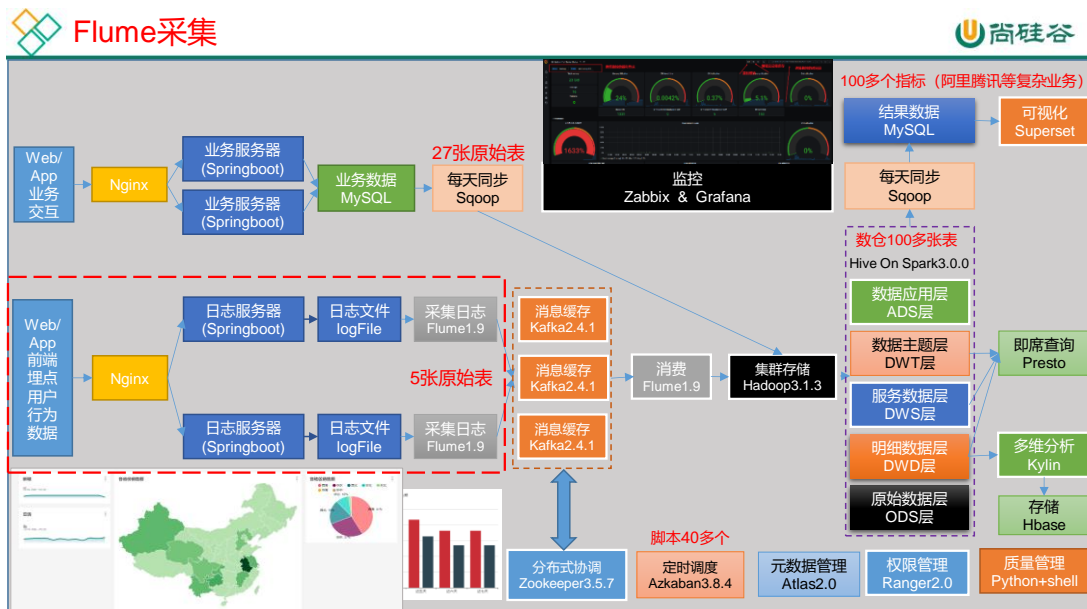 Flume采集
尚硅谷
100多个指标（阿里腾讯等复杂业务）
结果数据
MySQL
可视化
Superset
24%
0.0042%
0.37%
5.1%
0%
1633%
0%
监控
Zabbix & Grafana
Web/
App
业务
交互
Nginx
业务服务器
(Springboot)
业务服务器
(Springboot)
业务数据
MySQL
27张原始表
每天同步
Sqoop
每天同步
Sqoop
数仓100多张表
Hive On Spark3.0.0
数据应用层
ADS层
数据主题层
DWT层
服务数据层
DWS层
明细数据层
DWD层
原始数据层
ODS层
即席查询
Presto
多维分析
Kylin
存储
Hbase
Web/
App
前端
埋点
用户
行为
数据
Nginx
日志服务器
(Springboot)
日志文件
logFile
采集日志
Flume1.9
日志服务器
(Springboot)
日志文件
logFile
采集日志
Flume1.9
5张原始表
消息缓存
Kafka2.4.1
消息缓存
Kafka2.4.1
消息缓存
Kafka2.4.1
消费
Flume1.9
集群存储
Hadoop3.1.3
分布式协调
Zookeeper3.5.7
脚本40多个
定时调度
Azkaban3.8.4
元数据管理
Atlas2.0
权限管理
Ranger2.0
质量管理
Python+shell